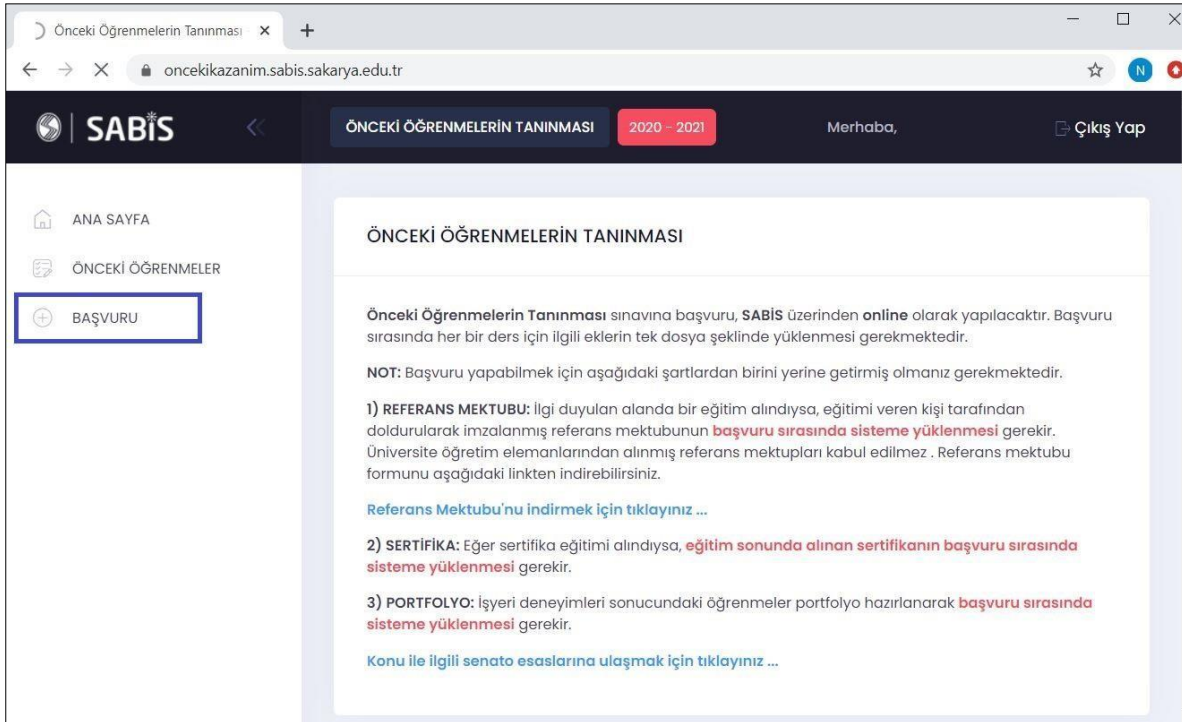 Önceki Öğrenmelerin Tanınması
oncekikazanim.sabis.sakarya.edu.tr
N
SABİS
ÖNCEKİ ÖĞRENMELERİN TANINMASI
2020 - 2021
Merhaba,
Çıkış Yap
ANA SAYFA
ÖNCEKİ ÖĞRENMELER
BAŞVURU
ÖNCEKİ ÖĞRENMELERİN TANINMASI
Önceki Öğrenmelerin Tanınması sınavına başvuru, SABİS üzerinden online olarak yapılacaktır. Başvuru
sırasında her bir ders için ilgili eklerin tek dosya şeklinde yüklenmesi gerekmektedir.
NOT: Başvuru yapabilmek için aşağıdaki şartlardan birini yerine getirmiş olmanız gerekmektedir.
1) REFERANS MEKTUBU: İlgi duyulan alanda bir eğitim alındıysa, eğitimi veren kişi tarafından
doldurularak imzalanmış referans mektubunun başvuru sırasında sisteme yüklenmesi gerekir.
Üniversite öğretim elemanlarından alınmış referans mektupları kabul edilmez . Referans mektubu
formunu aşağıdaki linkten indirebilirsiniz.
Referans Mektubu'nu indirmek için tıklayınız ...
2) SERTİFİKA: Eğer sertifika eğitimi alındıysa, eğitim sonunda alınan sertifikanın başvuru sırasında
sisteme yüklenmesi gerekir.
3) PORTFOLYO: İşyeri deneyimleri sonucundaki öğrenmeler portfolyo hazırlanarak başvuru sırasında
sisteme yüklenmesi gerekir.
Konu ile ilgili senato esaslarına ulaşmak için tıklayınız ...